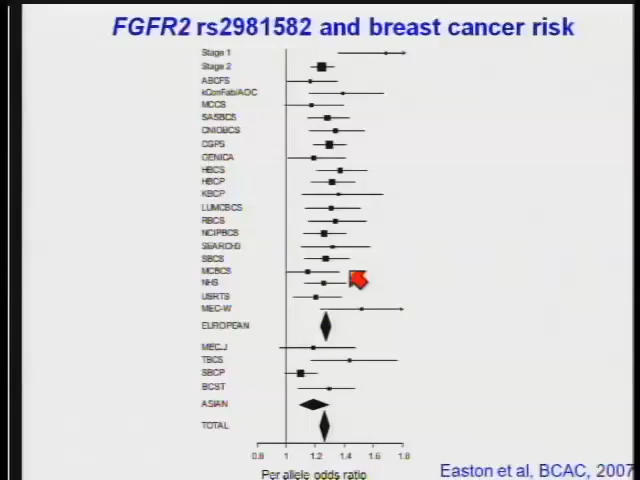 FGFR2 rs2981582 and breast cancer risk
Stage 1
Stage 2
ABCFS
kConFab/AOC
MCCS
SASBCS
CNIOBCS
CGPS
GENICA
HBCS
HBCP
KBCP
LUMCBCS
RBCS
NCIPBCS
SEARCH3
SBCS
MCBCS
NHS
USRTS
MEC-W
EUROPEAN
MEC.J
TBCS
SBCP
BCST
ASIAN
TOTAL
0.8 1 1.2 1.4 1.6 1.8
Per allele odds ratio
Easton et al, BCAC, 2007